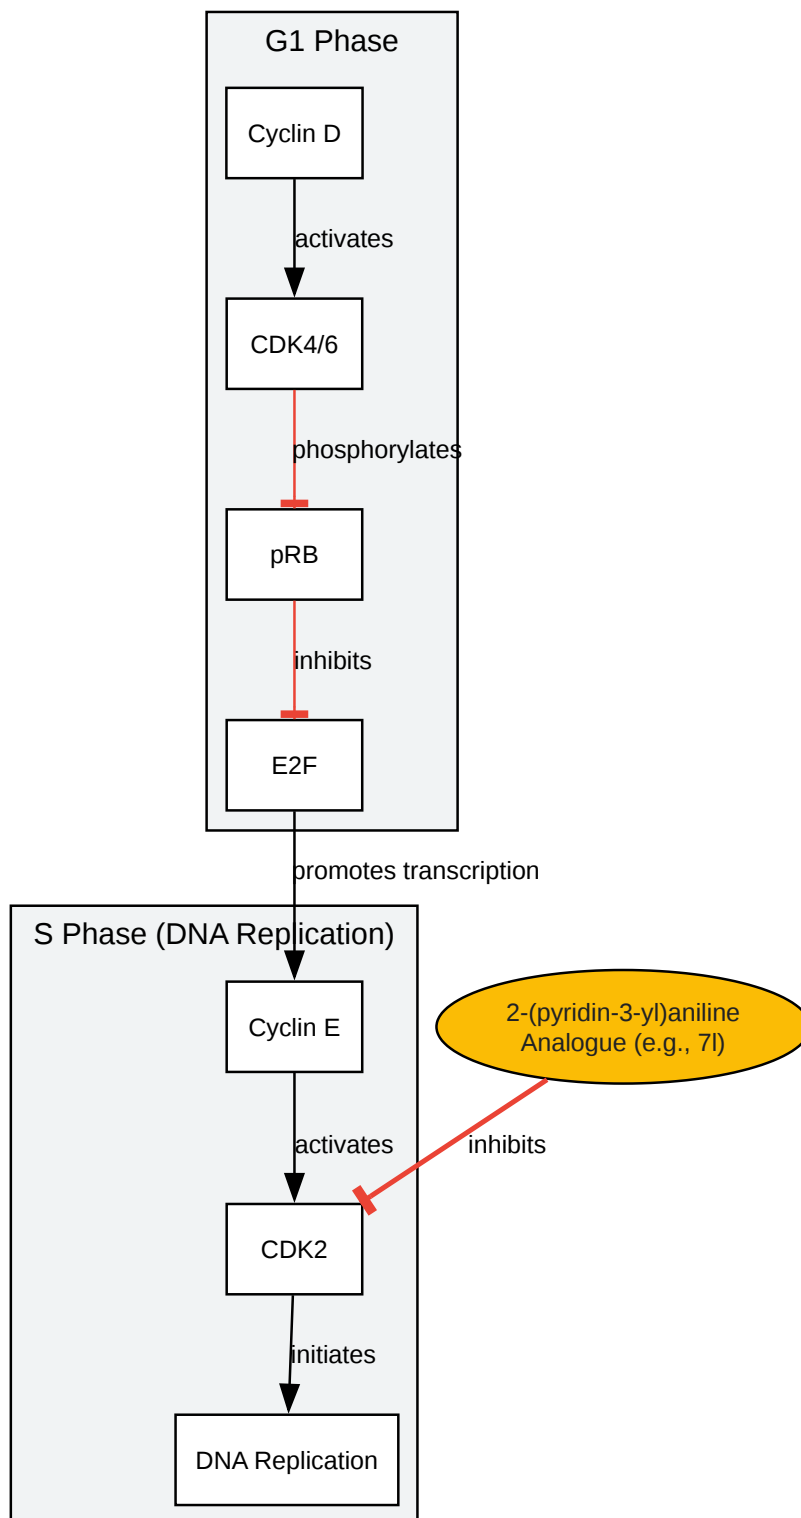 G1 Phase
Cyclin D
activates
CDK4/6
phosphorylates
pRB
inhibits
E2F
promotes transcription
S Phase (DNA Replication)
Cyclin E
2-(pyridin-3-yl)aniline
Analogue (e.g., 7l)
activates
inhibits
CDK2
initiates
DNA Replication